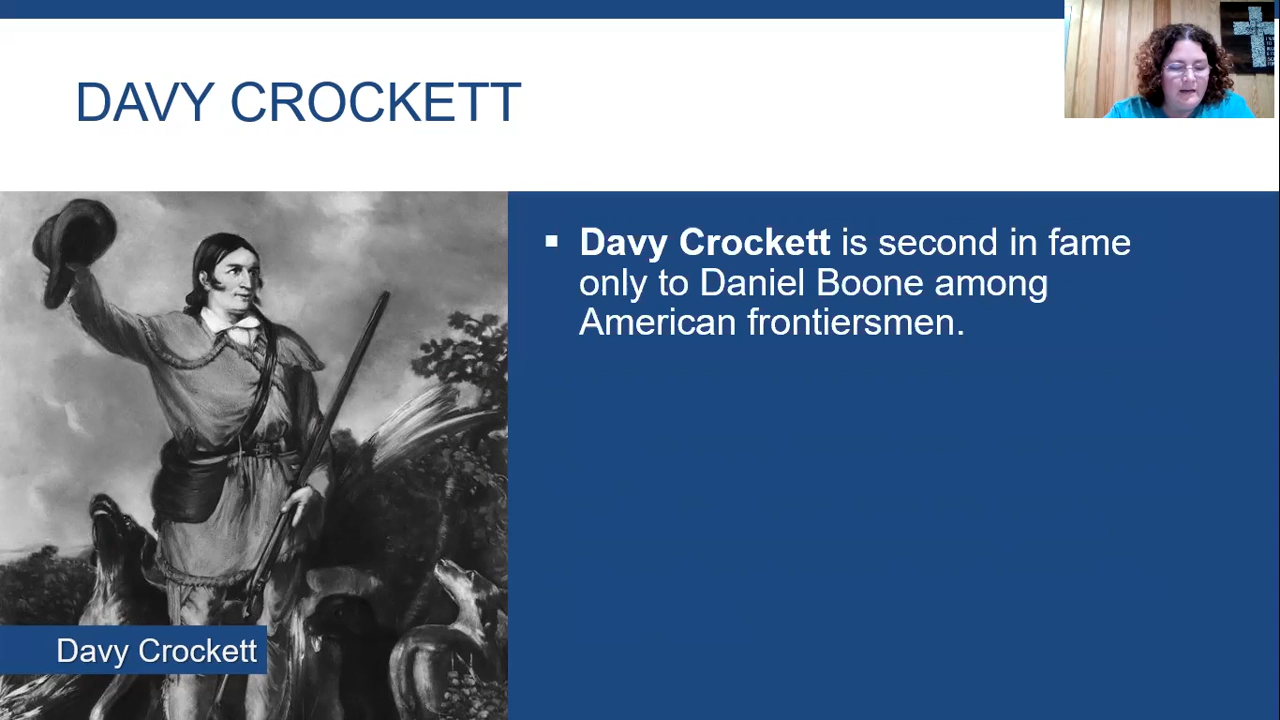 DAVY CROCKETT
▪ Davy Crockett is second in fame
only to Daniel Boone among
American frontiersmen.
Davy Crockett